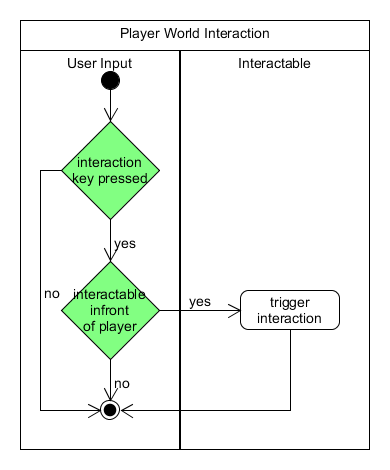 Player World Interaction
User Input
Interactable
interaction
key pressed
yes
no
interactable
infront
of player
yes
trigger
interaction
no